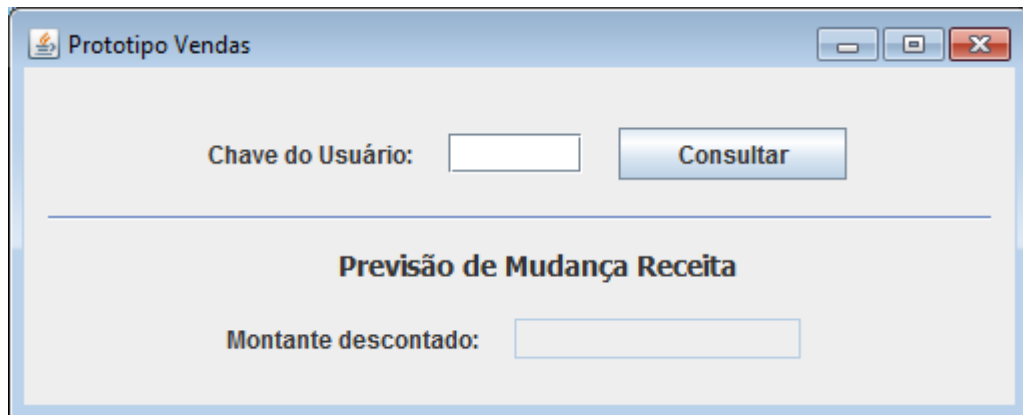 Prototipo Vendas
Chave do Usuário: Consultar
Previsão de Mudança Receita
Montante descontado: